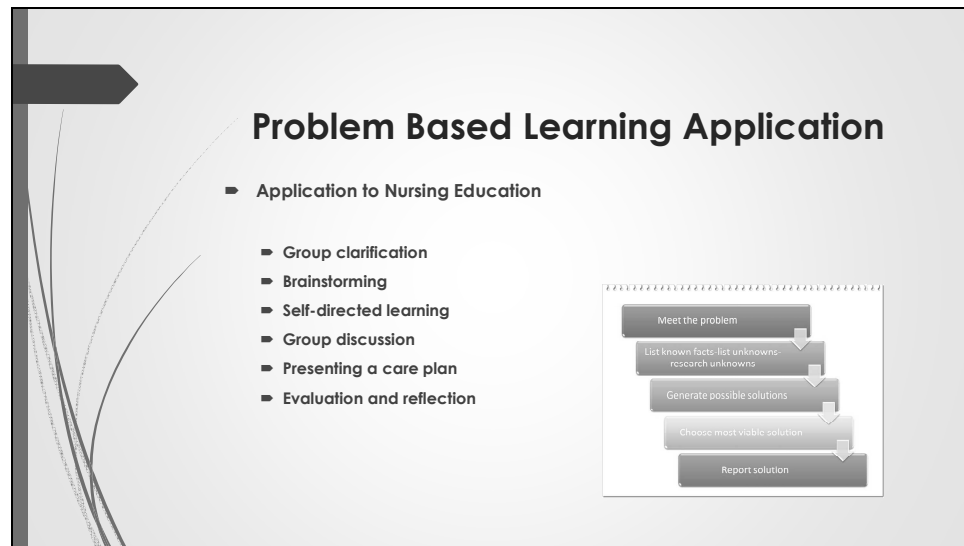 Problem Based Learning Application
Application to Nursing Education
Group clarification
Brainstorming
Self-directed learning
Group discussion
Presenting a care plan
Evaluation and reflection
Meet the problem
List known facts-list unknowns-
research unknowns
Generate possible solutions
Choose most viable solution
Report solution